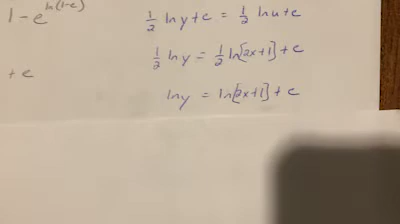 1 - e^ln(1-c)
+ c
1/2 ln y + c = 1/2 ln u + c
1/2 ln y = 1/2 ln[2x+1] + c
ln y = ln[2x+1] + c